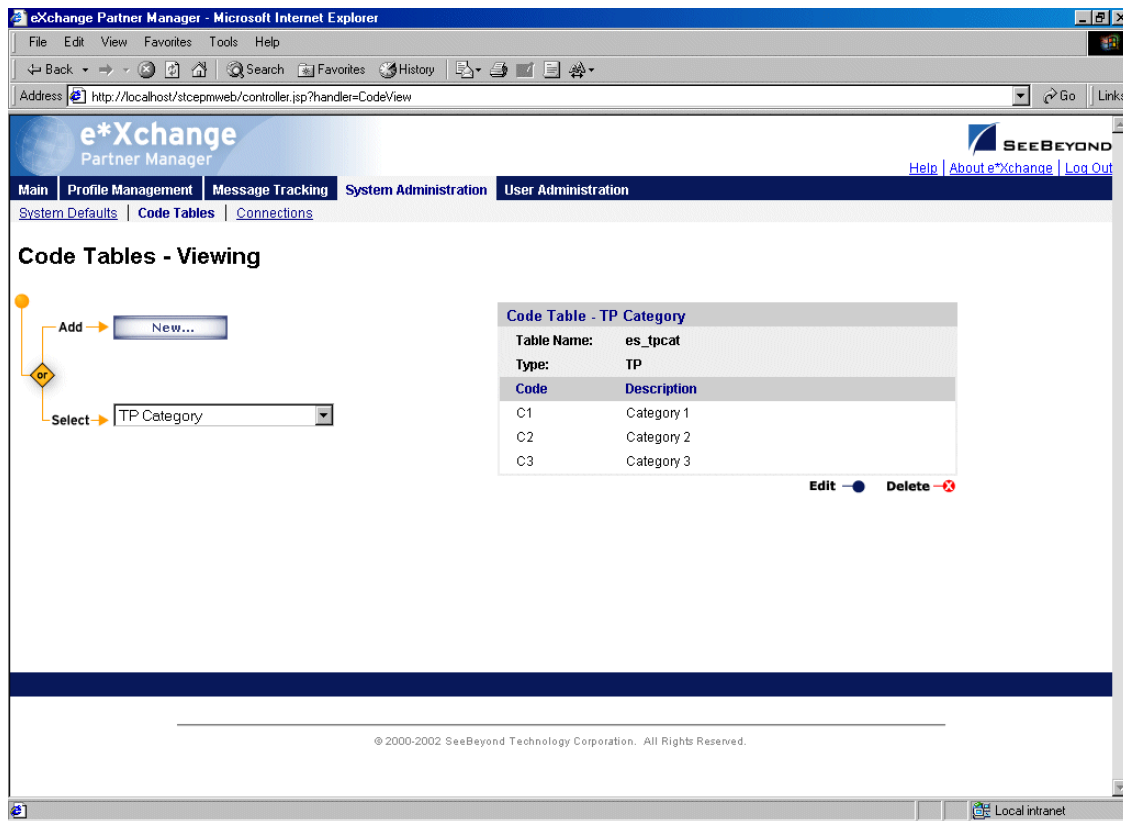 eXchange Partner Manager - Microsoft Internet Explorer
File Edit View Favorites Tools Help
Back Search Favorites History
Address http://localhost/stcepmweb/controller.jsp?handler=CodeView Go Links
e*Xchange
Partner Manager
SEEBEYOND
Help | About e*Xchange | Log Out
Main Profile Management Message Tracking System Administration User Administration
System Defaults | Code Tables | Connections
Code Tables - Viewing
Add New...
or
Select TP Category
Code Table - TP Category
Table Name: es_tpcat
Type: TP
Code Description
C1 Category 1
C2 Category 2
C3 Category 3
Edit Delete
© 2000-2002 SeeBeyond Technology Corporation. All Rights Reserved.
Local intranet